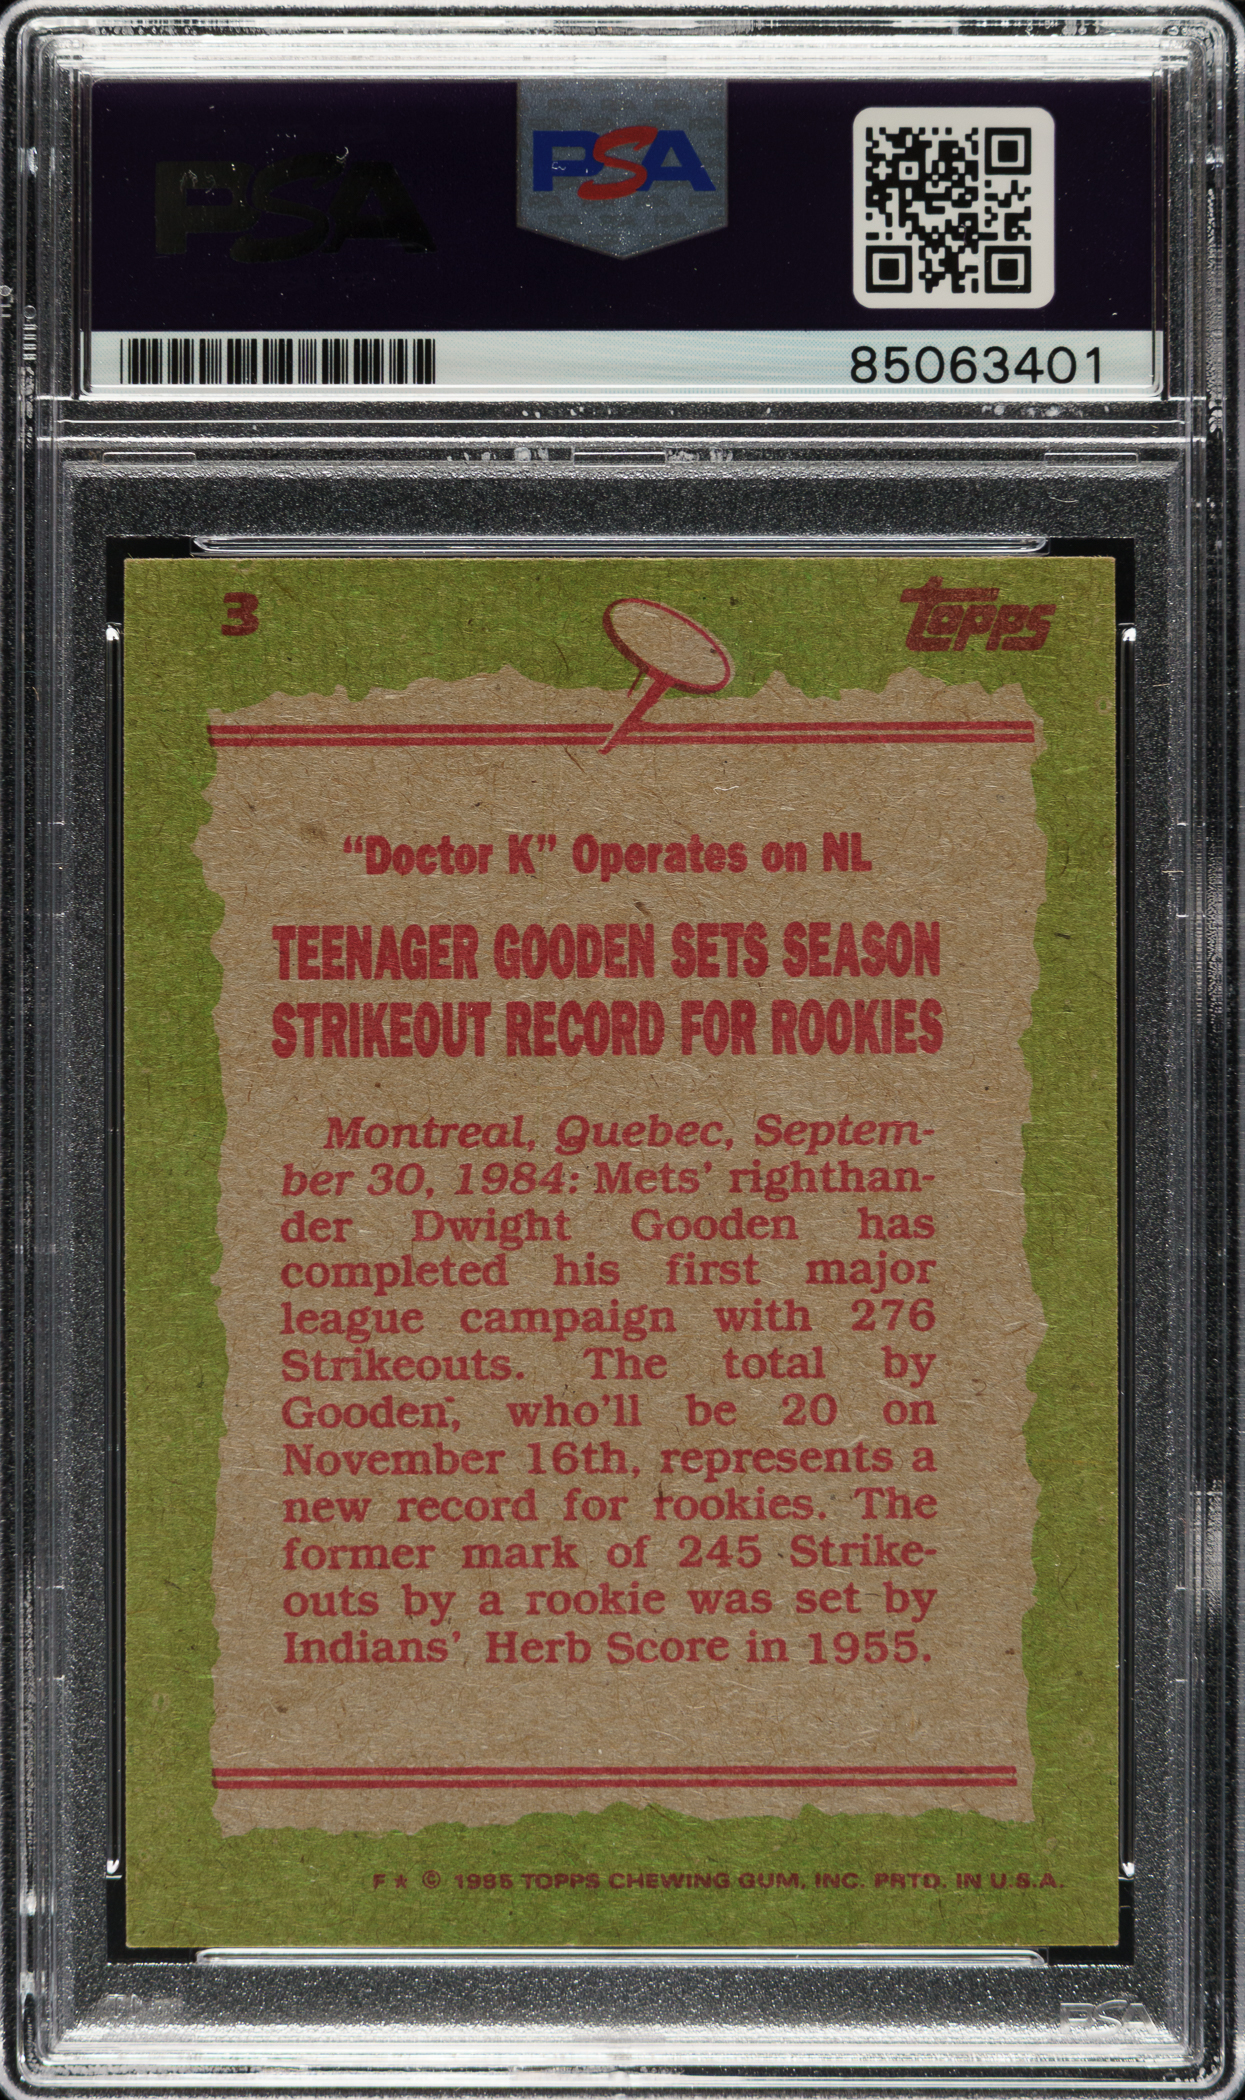 PSA
PSA
85063401
3
Topps
“Doctor K” Operates on NL
TEENAGER GOODEN SETS SEASON
STRIKEOUT RECORD FOR ROOKIES
Montreal, Quebec, Septem-
ber 30, 1984: Mets’ righthan-
der Dwight Gooden has
completed his first major
league campaign with 276
Strikeouts. The total by
Gooden, who’ll be 20 on
November 16th, represents a
new record for rookies. The
former mark of 245 Strike-
outs by a rookie was set by
Indians’ Herb Score in 1955.
F★ © 1985 TOPPS CHEWING GUM, INC. PRTD. IN U.S.A.
PSA